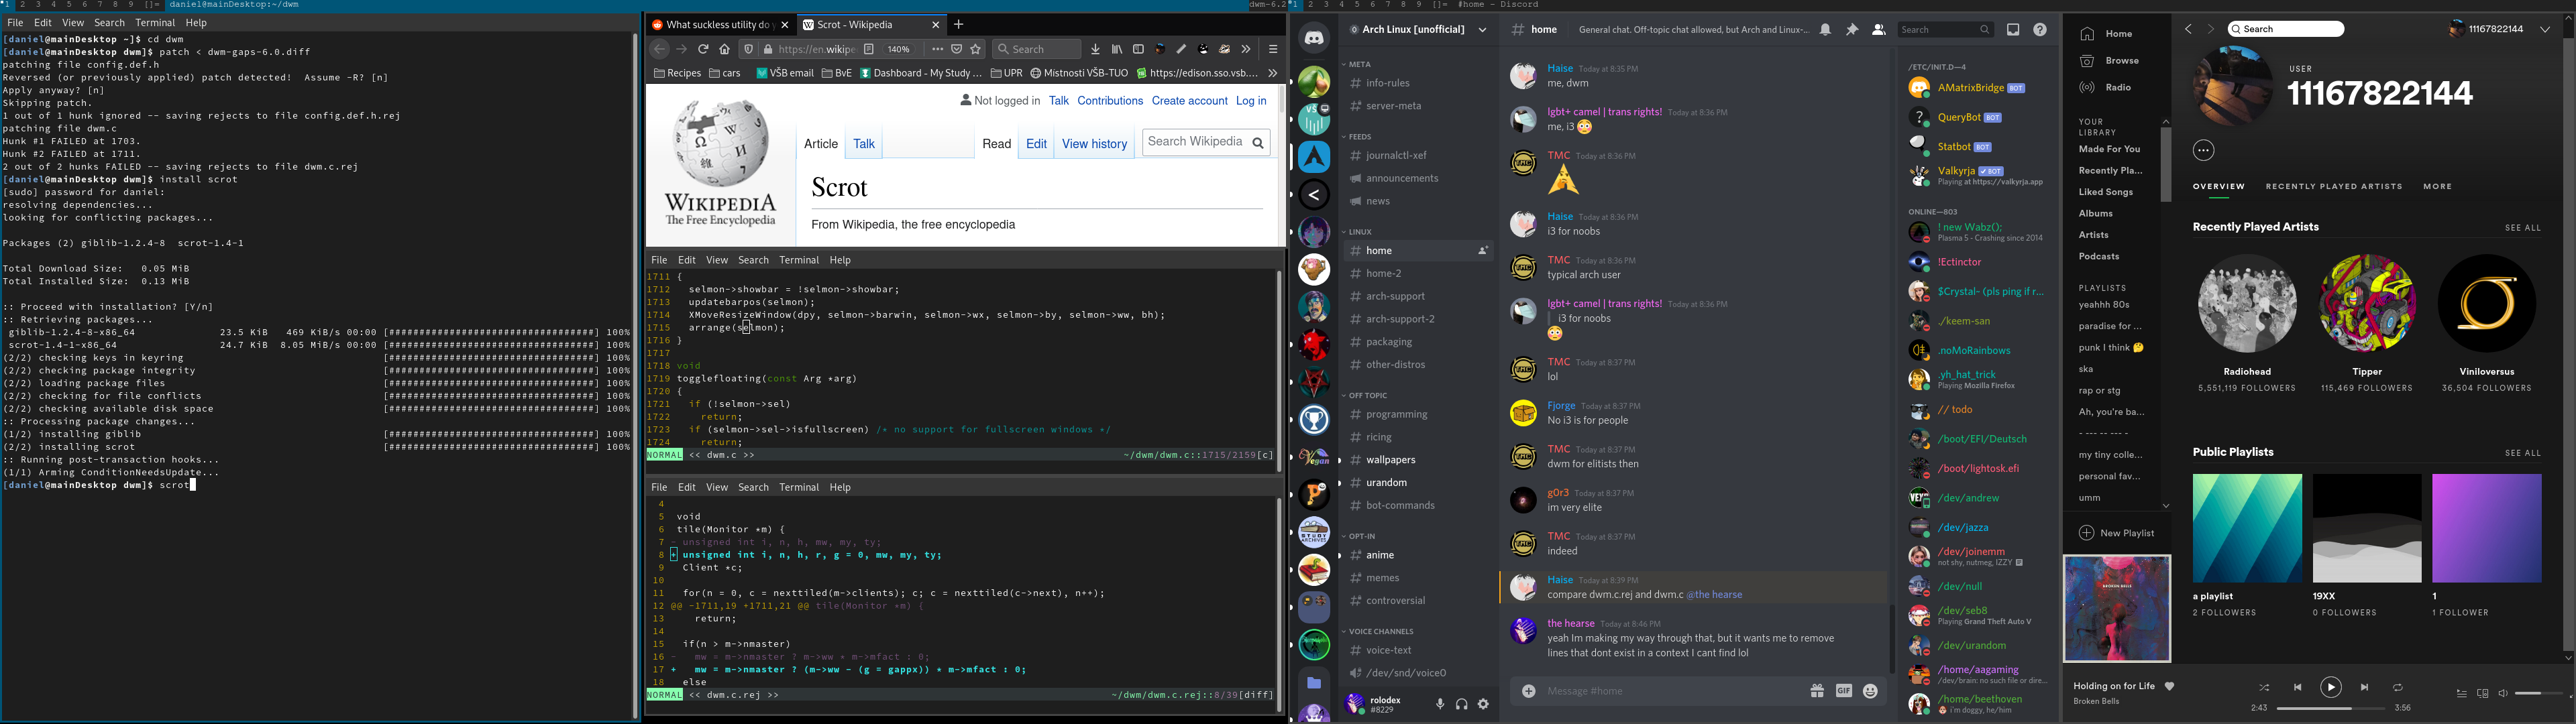 1 2 3 4 5 6 7 8 9 []= daniel@mainDesktop:~/dwm
File Edit View Search Terminal Help
[daniel@mainDesktop ~]$ cd dwm
[daniel@mainDesktop dwm]$ patch < dwm-gaps-6.0.diff
patching file config.def.h
Reversed (or previously applied) patch detected!  Assume -R? [n]
Apply anyway? [n]
Skipping patch.
1 out of 1 hunk ignored -- saving rejects to file config.def.h.rej
patching file dwm.c
Hunk #1 FAILED at 1703.
Hunk #2 FAILED at 1711.
2 out of 2 hunks FAILED -- saving rejects to file dwm.c.rej
[daniel@mainDesktop dwm]$ install scrot
[sudo] password for daniel:
resolving dependencies...
looking for conflicting packages...
Packages (2) giblib-1.2.4-8  scrot-1.4-1
Total Download Size:   0.05 MiB
Total Installed Size:  0.13 MiB
:: Proceed with installation? [Y/n]
:: Retrieving packages...
giblib-1.2.4-8-x86_64 23.5 KiB 469 KiB/s 00:00 [##################################] 100%
scrot-1.4-1-x86_64 24.7 KiB 8.05 MiB/s 00:00 [##################################] 100%
(2/2) checking keys in keyring [##################################] 100%
(2/2) checking package integrity [##################################] 100%
(2/2) loading package files [##################################] 100%
(2/2) checking for file conflicts [##################################] 100%
(2/2) checking available disk space [##################################] 100%
:: Processing package changes...
(1/2) installing giblib [##################################] 100%
(2/2) installing scrot [##################################] 100%
:: Running post-transaction hooks...
(1/1) Arming ConditionNeedsUpdate...
[daniel@mainDesktop dwm]$ scrot
dwm-6.2
What suckless utility do
Scrot - Wikipedia
https://en.wikipe
140%
Search
Recipes cars VŠB email BvE Dashboard - My Study ... UPR Místnosti VŠB-TUO https://edison.sso.vsb....
Not logged in Talk Contributions Create account Log in
Article Talk Read Edit View history Search Wikipedia
WIKIPEDIA
The Free Encyclopedia
Scrot
From Wikipedia, the free encyclopedia
File Edit View Search Terminal Help
1711 {
1712 selmon->showbar = !selmon->showbar;
1713 updatebarpos(selmon);
1714 XMoveResizeWindow(dpy, selmon->barwin, selmon->wx, selmon->by, selmon->ww, bh);
1715 arrange(selmon);
1716 }
1717
1718 void
1719 togglefloating(const Arg *arg)
1720 {
1721 if (!selmon->sel)
1722 return;
1723 if (selmon->sel->isfullscreen) /* no support for fullscreen windows */
1724 return;
NORMAL << dwm.c >> ~/dwm/dwm.c::1715/2159[c]
File Edit View Search Terminal Help
4
5 void
6 tile(Monitor *m) {
7 - unsigned int i, n, h, mw, my, ty;
8 + unsigned int i, n, h, r, g = 0, mw, my, ty;
9 Client *c;
10
11 for(n = 0, c = nexttiled(m->clients); c; c = nexttiled(c->next), n++);
12 @@ -1711,19 +1711,21 @@ tile(Monitor *m) {
13 return;
14
15 if(n > m->nmaster)
16 - mw = m->nmaster ? m->ww * m->mfact : 0;
17 + mw = m->nmaster ? (m->ww - (g = gappx)) * m->mfact : 0;
18 else
NORMAL << dwm.c.rej >> ~/dwm/dwm.c.rej::8/39[diff]
1 2 3 4 5 6 7 8 9 []= #home - Discord
Arch Linux [unofficial]
META
info-rules
server-meta
FEEDS
journalctl-xef
announcements
news
LINUX
home
home-2
arch-support
arch-support-2
packaging
other-distros
OFF TOPIC
programming
ricing
wallpapers
urandom
bot-commands
OPT-IN
anime
memes
controversial
VOICE CHANNELS
voice-text
/dev/snd/voice0
rolodex
#8229
home General chat. Off-topic chat allowed, but Arch and Linux-...
Search
Haise Today at 8:35 PM
me, dwm
lgbt+ camel | trans rights! Today at 8:36 PM
me, i3 😳
TMC Today at 8:36 PM
Haise Today at 8:36 PM
i3 for noobs
TMC Today at 8:36 PM
typical arch user
lgbt+ camel | trans rights! Today at 8:36 PM
i3 for noobs
😳
TMC Today at 8:37 PM
lol
Fjorge Today at 8:37 PM
No i3 is for people
TMC Today at 8:37 PM
dwm for elitists then
g0r3 Today at 8:37 PM
im very elite
TMC Today at 8:37 PM
indeed
Haise Today at 8:39 PM
compare dwm.c.rej and dwm.c @the hearse
the hearse Today at 8:46 PM
yeah Im making my way through that, but it wants me to remove
lines that dont exist in a context I cant find lol
Message #home
GIF
/ETC/INIT.D—4
AMatrixBridge BOT
QueryBot BOT
Statbot BOT
Valkyrja BOT
Playing at https://valkyrja.app
ONLINE—803
! new Wabz();
Plasma 5 - Crashing since 2014
!Ectinctor
$Crystal~ (pls ping if r...
./keem-san
.noMoRainbows
.yh_hat_trick
Playing Mozilla Firefox
// todo
/boot/EFI/Deutsch
/boot/lightosk.efi
/dev/andrew
/dev/jazza
/dev/joinemm
not shy, nutmeg, IZZY
/dev/null
/dev/seb8
Playing Grand Theft Auto V
/dev/urandom
/home/aagaming
/dev/brain: no such file or dire...
/home/beethoven
i'm doggy, he/him
Home
Browse
Radio
YOUR
LIBRARY
Made For You
Recently Pla...
Liked Songs
Albums
Artists
Podcasts
PLAYLISTS
yeahhh 80s
paradise for ...
punk I think 🤔
ska
rap or stg
Ah, you're ba...
- --- -- --- -
my tiny colle...
personal fav...
umm
New Playlist
BROKEN BELLS
Search
11167822144
USER
11167822144
OVERVIEW RECENTLY PLAYED ARTISTS MORE
Recently Played Artists SEE ALL
Radiohead Tipper Viniloversus
5,551,119 FOLLOWERS 115,469 FOLLOWERS 36,504 FOLLOWERS
Public Playlists SEE ALL
a playlist 19XX 1
2 FOLLOWERS 0 FOLLOWERS 1 FOLLOWER
Holding on for Life
Broken Bells
2:43 3:56